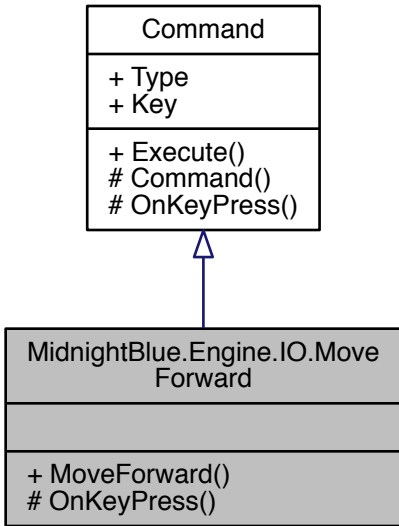 Command
+ Type
+ Key
+ Execute()
# Command()
# OnKeyPress()
MidnightBlue.Engine.IO.Move
Forward
+ MoveForward()
# OnKeyPress()